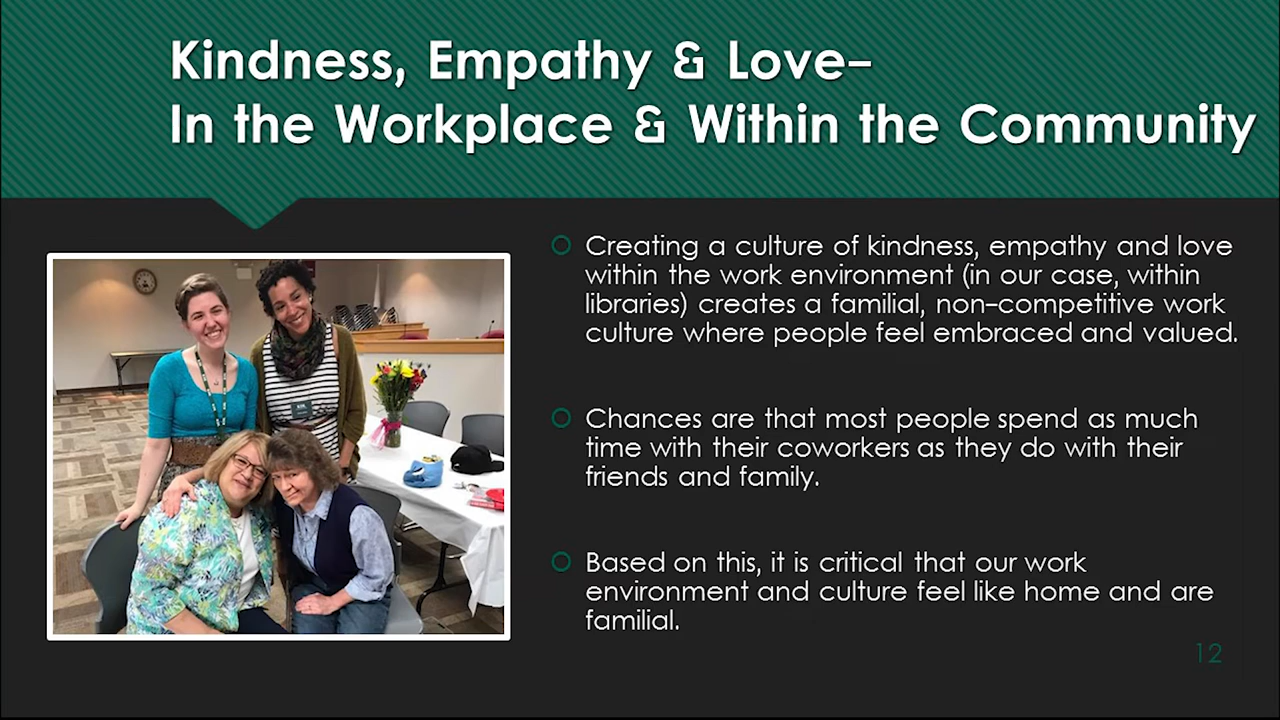 Kindness, Empathy & Love–
In the Workplace & Within the Community
Creating a culture of kindness, empathy and love
within the work environment (in our case, within
libraries) creates a familial, non-competitive work
culture where people feel embraced and valued.
Chances are that most people spend as much
time with their coworkers as they do with their
friends and family.
Based on this, it is critical that our work
environment and culture feel like home and are
familial.
12